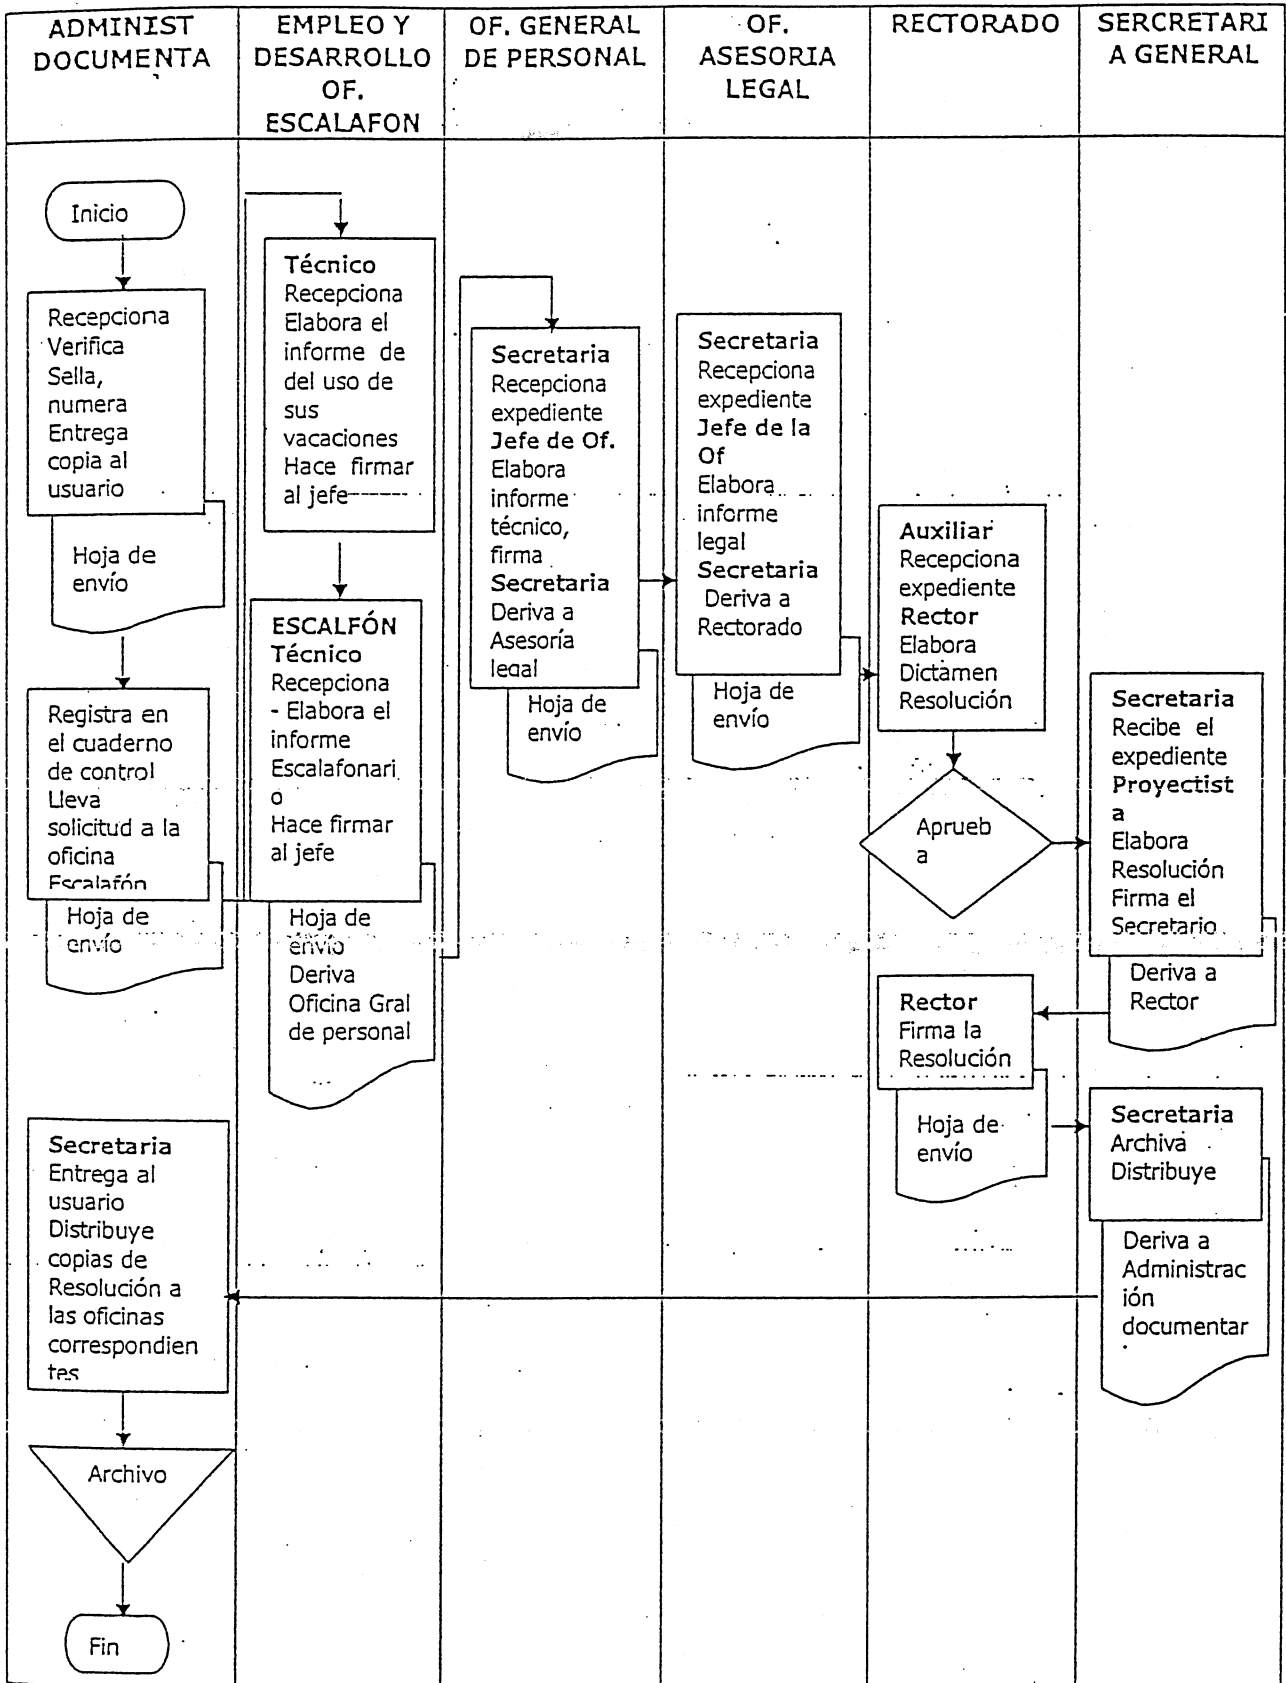 ADMINIST
DOCUMENTA
EMPLEO Y
DESARROLLO
OF.
ESCALAFON
OF. GENERAL
DE PERSONAL
OF.
ASESORIA
LEGAL
RECTORADO
SERCRETARI
A GENERAL
Inicio
Recepciona
Verifica
Sella,
numera
Entrega
copia al
usuario
Hoja de
envío
Registra en
el cuaderno
de control
Lleva
solicitud a la
oficina
Escalafón
Hoja de
envío
Técnico
Recepciona
Elabora el
informe de
del uso de
sus
vacaciones
Hace firmar
al jefe
ESCALFÓN
Técnico
Recepciona
- Elabora el
informe
Escalafonari
o
Hace firmar
al jefe
Hoja de
énvío
Deriva
Oficina Gral
de personal
Secretaria
Recepciona
expediente
Jefe de Of.
Elabora
informe
técnico,
firma
Secretaria
Deriva a
Asesoría
legal
Hoja de
envío
Secretaria
Recepciona
expediente
Jefe de la
Of
Elabora
informe
legal
Secretaria
Deriva a
Rectorado
Hoja de
envío
Auxiliar
Recepciona
expediente
Rector
Elabora
Dictamen
Resolución
Aprueb
a
Secretaria
Recibe el
expediente
Proyectist
a
Elabora
Resolución
Firma el
Secretario
Deriva a
Rector
Rector
Firma la
Resolución
Hoja de
envío
Secretaria
Archiva
Distribuye
Deriva a
Administrac
ión
documentar
Secretaria
Entrega al
usuario
Distribuye
copias de
Resolución a
las oficinas
correspondien
tes
Archivo
Fin